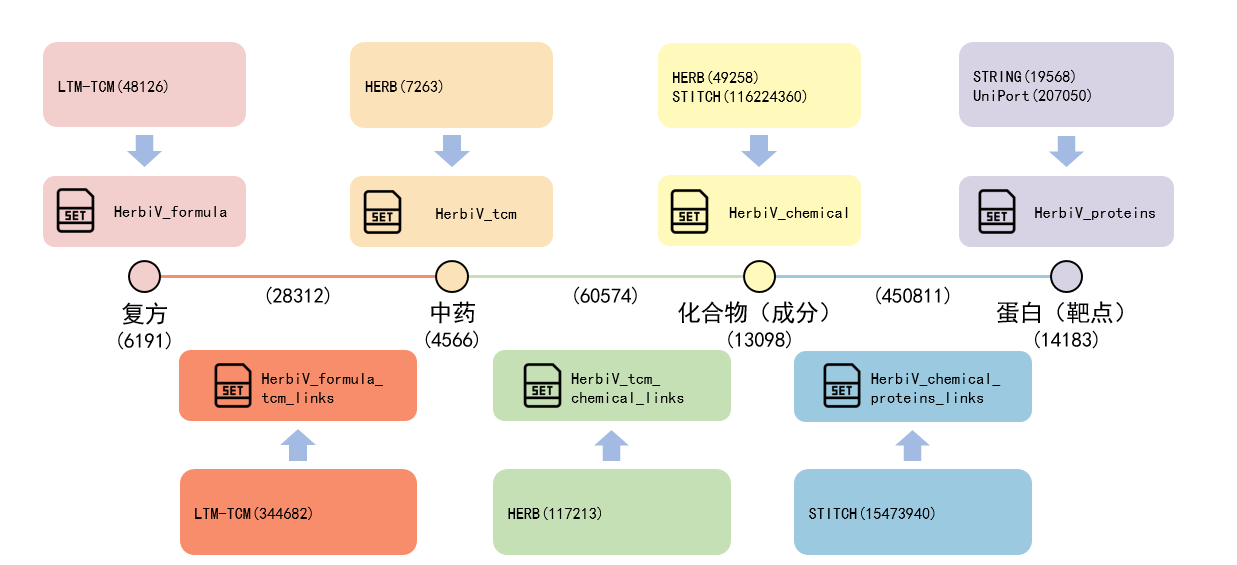 LTM-TCM(48126)
HERB(7263)
HERB(49258)
STITCH(116224360)
STRING(19568)
UniPort(207050)
SET
HerbiV_formula
SET
HerbiV_tcm
SET
HerbiV_chemical
SET
HerbiV_proteins
(28312)
(60574)
(450811)
复方
(6191)
中药
(4566)
化合物（成分）
(13098)
蛋白（靶点）
(14183)
SET
HerbiV_formula_
tcm_links
SET
HerbiV_tcm_
chemical_links
SET
HerbiV_chemical_
proteins_links
LTM-TCM(344682)
HERB(117213)
STITCH(15473940)